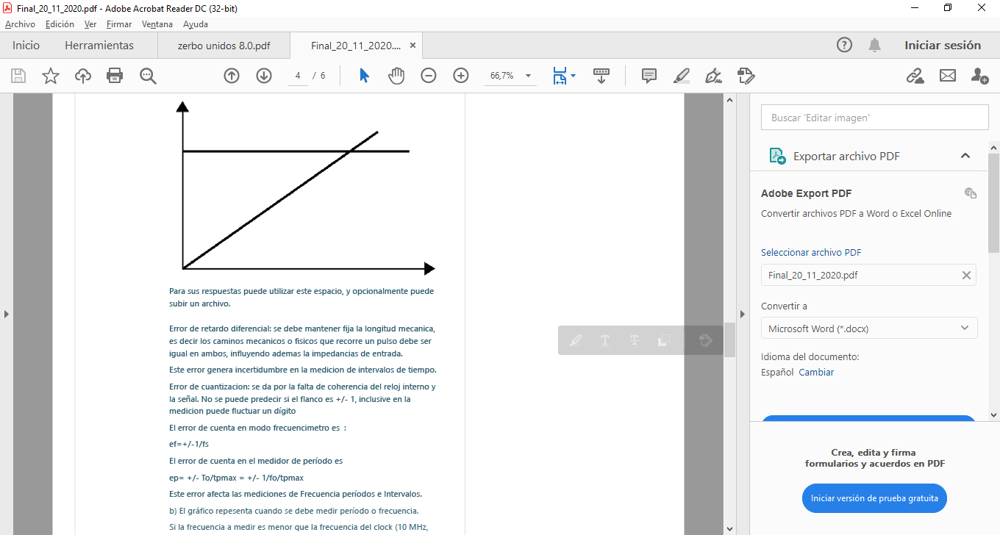 Final_20_11_2020.pdf - Adobe Acrobat Reader DC (32-bit)
Archivo Edición Ver Firmar Ventana Ayuda
Inicio Herramientas zerbo unidos 8.0.pdf Final_20_11_2020.... × Iniciar sesión
4 / 6 66,7%
Buscar 'Editar imagen'
Exportar archivo PDF
Adobe Export PDF
Convertir archivos PDF a Word o Excel Online
Seleccionar archivo PDF
Final_20_11_2020.pdf
Convertir a
Microsoft Word (*.docx)
Idioma del documento:
Español Cambiar
Crea, edita y firma
formularios y acuerdos en PDF
Iniciar versión de prueba gratuita
Para sus respuestas puede utilizar este espacio, y opcionalmente puede
subir un archivo.
Error de retardo diferencial: se debe mantener fija la longitud mecanica,
es decir los caminos mecanicos o fisicos que recorre un pulso debe ser
igual en ambos, influyendo ademas la impedancias de entrada.
Este error genera incertidumbre en la medicion de intervalos de tiempo.
Error de cuantizacion: se da por la falta de coherencia del reloj interno y
la señal. No se puede predecir si el flanco es +/- 1, inclusive en la
medicion puede fluctuar un dígito
El error de cuenta en modo frecuencimetro es :
ef=+/-1/fs
El error de cuenta en el medidor de período es
ep= +/- To/tpmax = +/- 1/fo/tpmax
Este error afecta las mediciones de Frecuencia períodos e Intervalos.
b) El gráfico repesenta cuando se debe medir período o frecuencia.
Si la frecuencia a medir es menor que la frecuencia del clock (10 MHz,